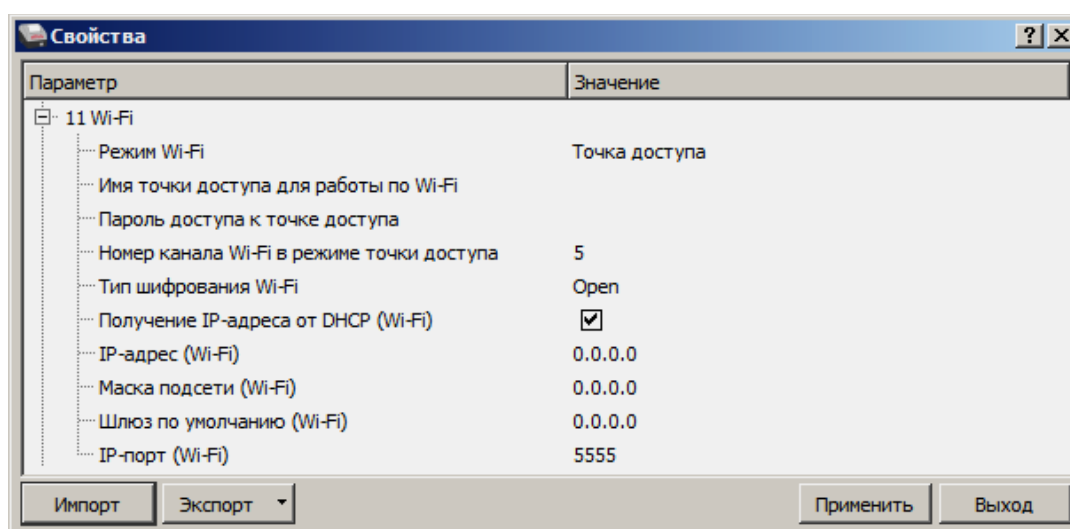 Свойства
Параметр Значение
11 Wi-Fi
Режим Wi-Fi Точка доступа
Имя точки доступа для работы по Wi-Fi
Пароль доступа к точке доступа
Номер канала Wi-Fi в режиме точки доступа 5
Тип шифрования Wi-Fi Open
Получение IP-адреса от DHCP (Wi-Fi)
IP-адрес (Wi-Fi) 0.0.0.0
Маска подсети (Wi-Fi) 0.0.0.0
Шлюз по умолчанию (Wi-Fi) 0.0.0.0
IP-порт (Wi-Fi) 5555
Импорт Экспорт Применить Выход